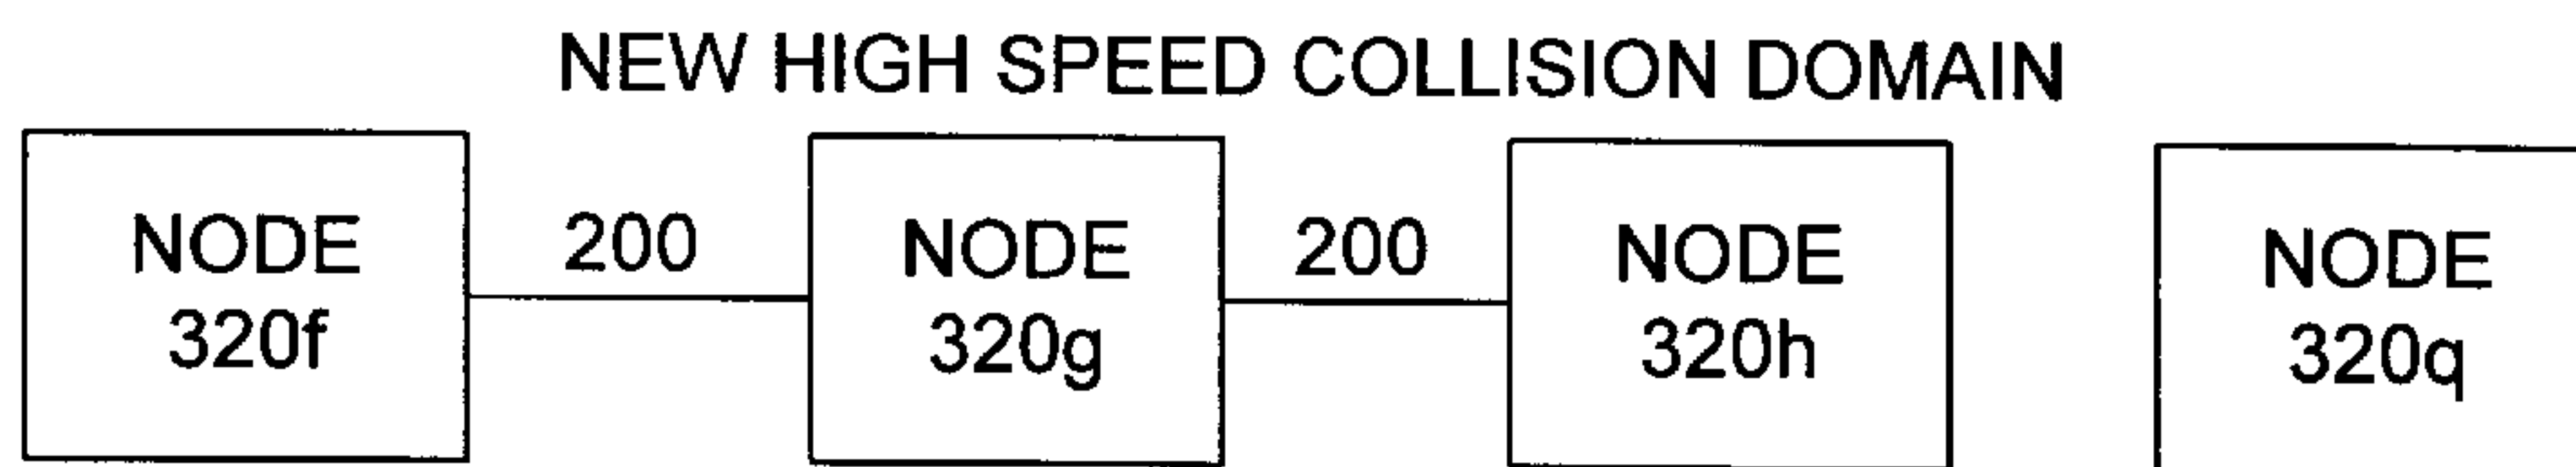 NEW HIGH SPEED COLLISION DOMAIN
NODE
320f
200
NODE
320g
200
NODE
320h
NODE
320q